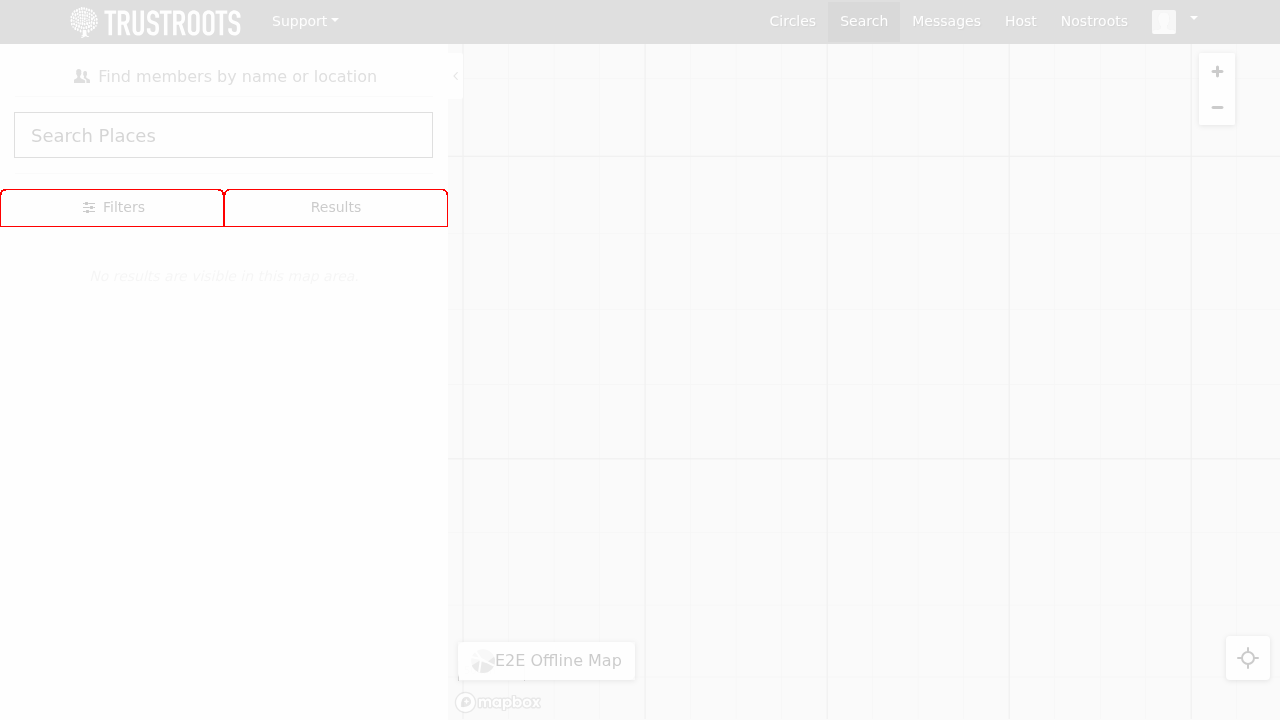 TRUSTROOTS Support Circles Search Messages Host Nostroots
Find members by name or location
Search Places
Filters Results
No results are visible in this map area.
E2E Offline Map
mapbox